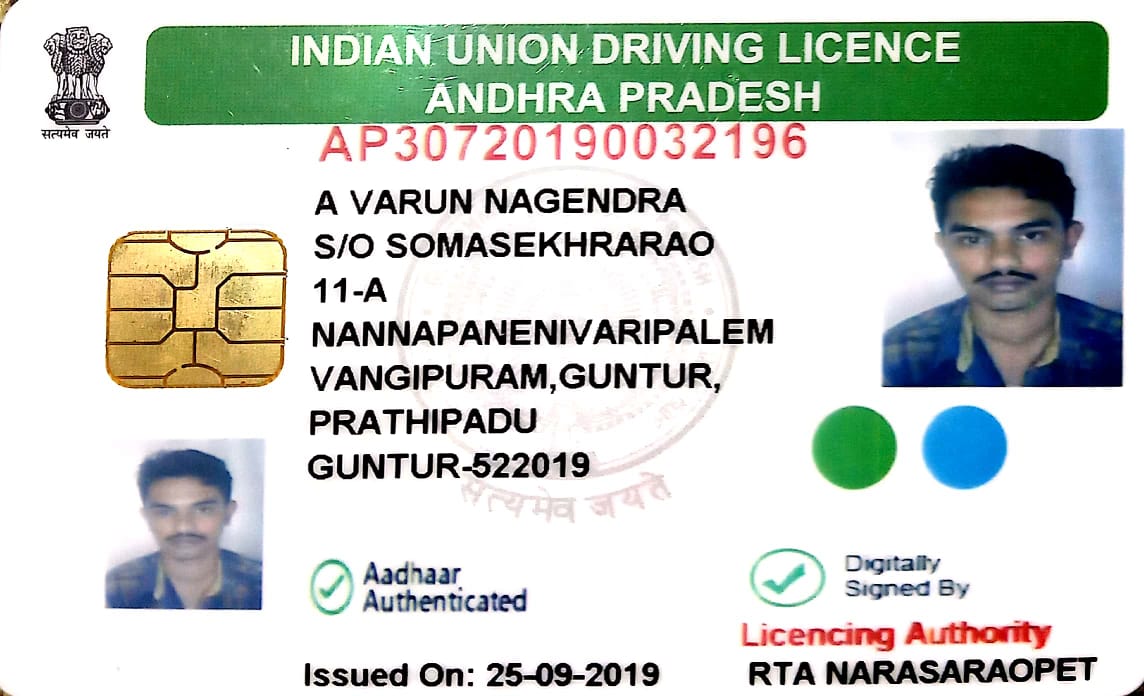 INDIAN UNION DRIVING LICENCE
ANDHRA PRADESH
सत्यमेव जयते
AP30720190032196
A VARUN NAGENDRA
S/O SOMASEKHRARAO
11-A
NANNAPANENIVARIPALEM
VANGIPURAM,GUNTUR,
PRATHIPADU
GUNTUR-522019
सत्यमेव जयते
Aadhaar
Authenticated
Digitally
Signed By
Licencing Authority
Issued On: 25-09-2019
RTA NARASARAOPET